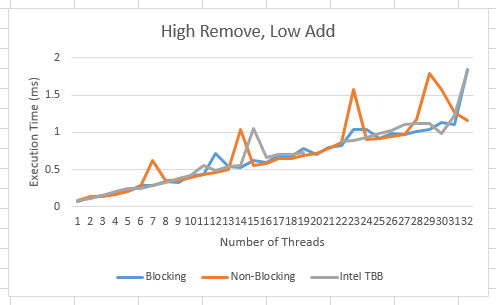 High Remove, Low Add
Execution Time (ms)
2
1.5
1
0.5
0
1 2 3 4 5 6 7 8 9 10 11 12 13 14 15 16 17 18 19 20 21 22 23 24 25 26 27 28 29 30 31 32
Number of Threads
Blocking Non-Blocking Intel TBB